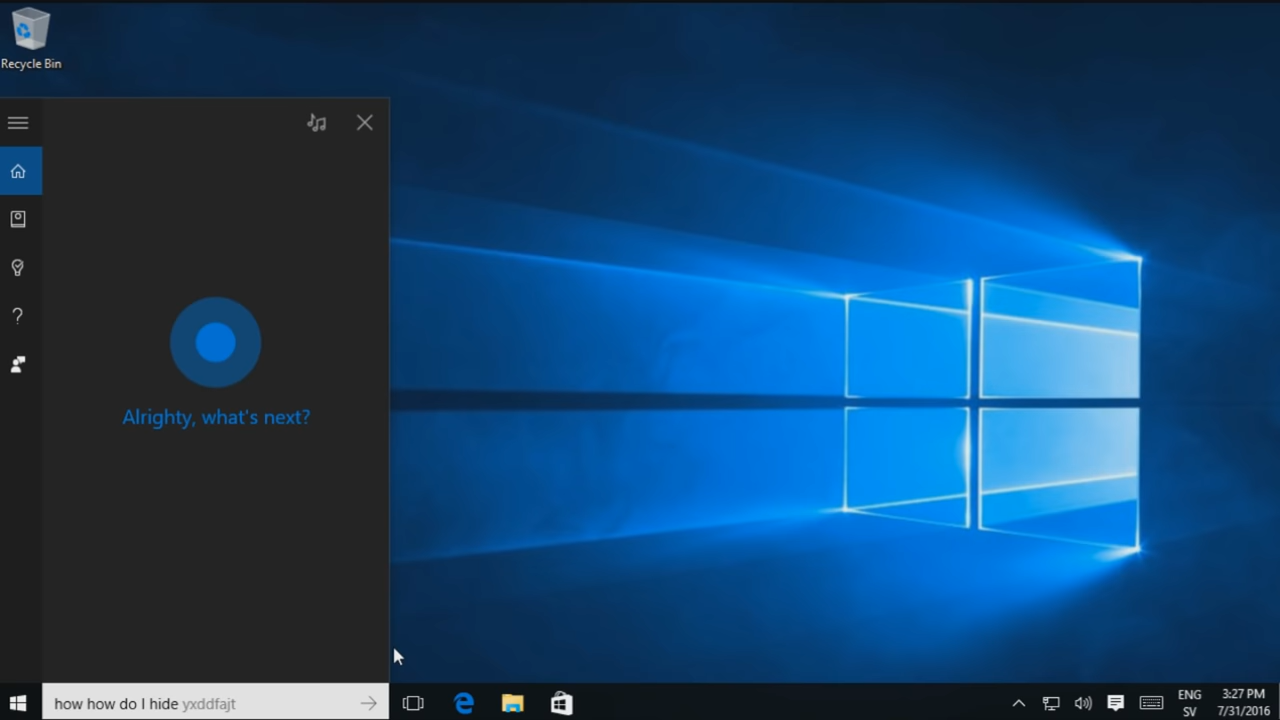 Recycle Bin
Alrighty, what's next?
how how do I hide yxddfajt
ENG
SV
3:27 PM
7/31/2016